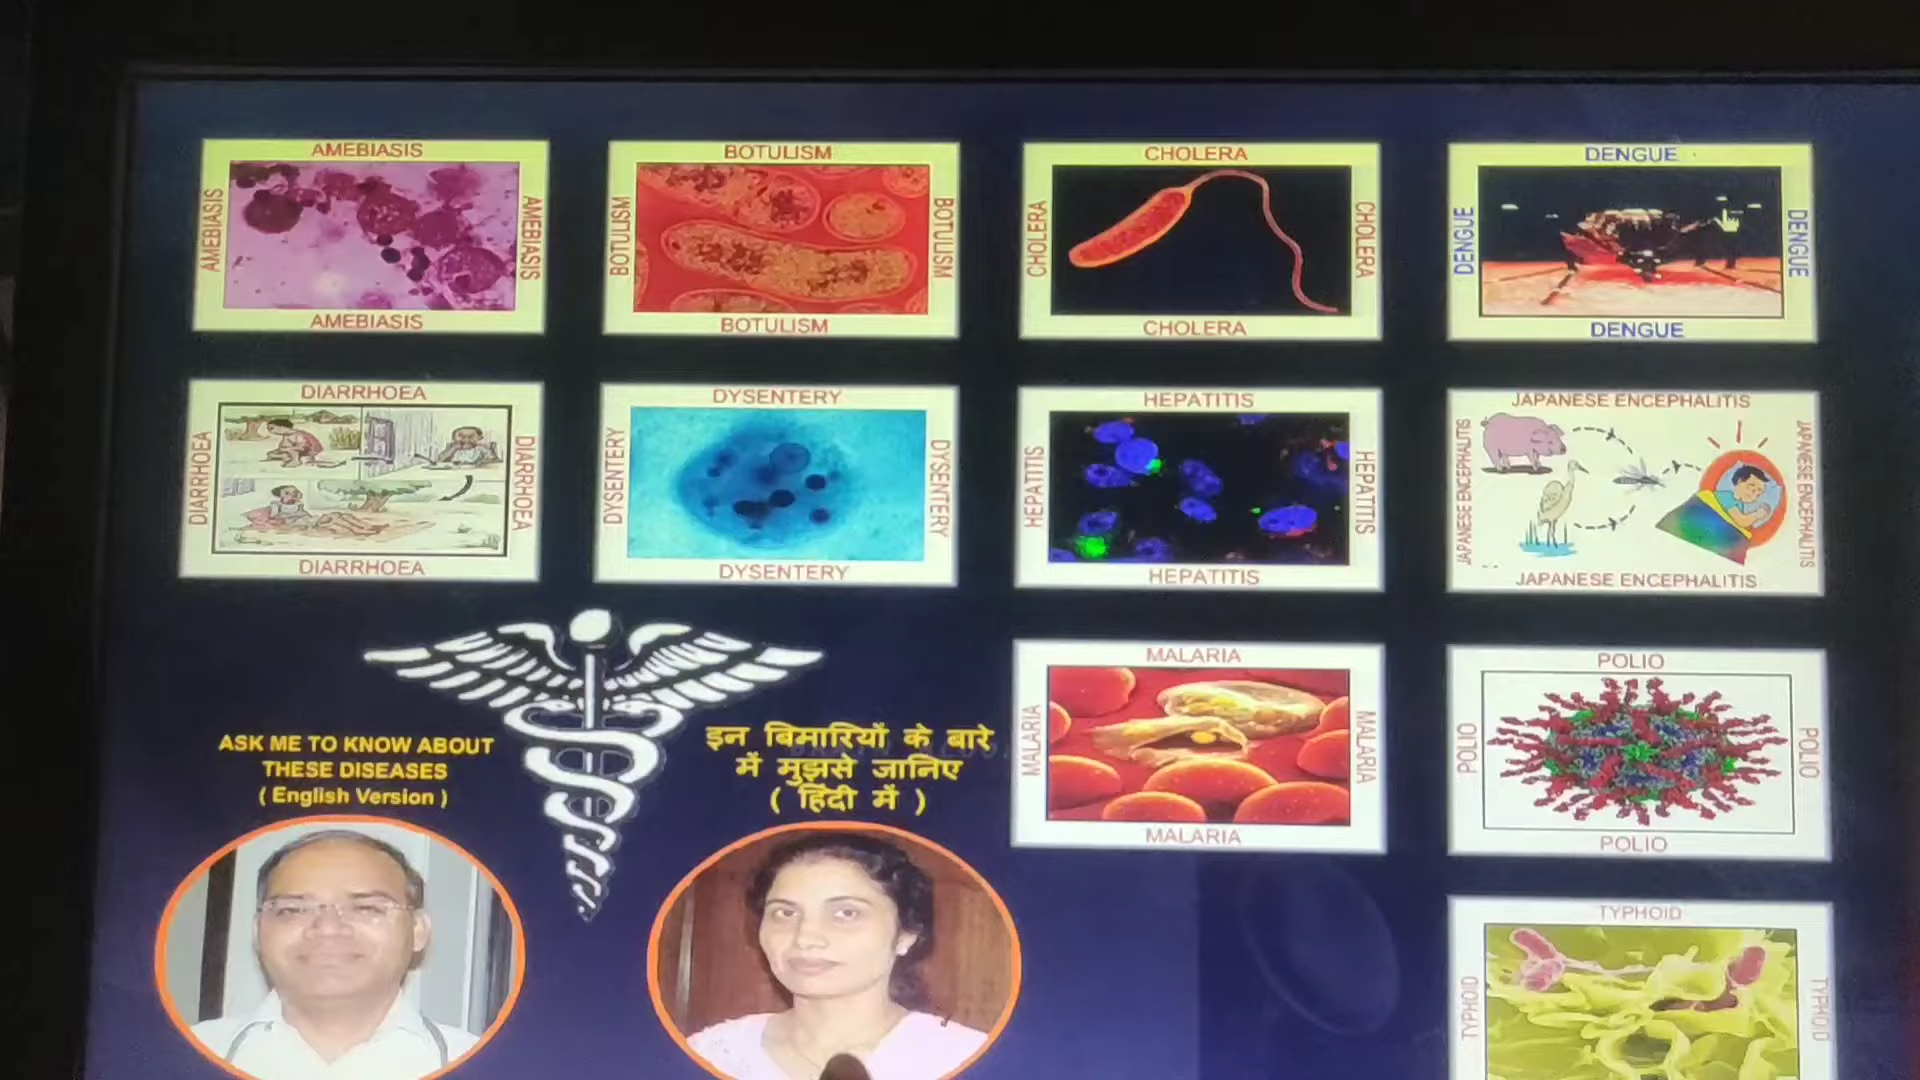 AMEBIASIS
AMEBIASIS
AMEBIASIS
AMEBIASIS
BOTULISM
BOTULISM
BOTULISM
BOTULISM
CHOLERA
CHOLERA
CHOLERA
CHOLERA
DENGUE
DENGUE
DENGUE
DENGUE
DIARRHOEA
DIARRHOEA
DIARRHOEA
DIARRHOEA
DYSENTERY
DYSENTERY
DYSENTERY
DYSENTERY
HEPATITIS
HEPATITIS
HEPATITIS
HEPATITIS
JAPANESE ENCEPHALITIS
JAPANESE ENCEPHALITIS
JAPANESE ENCEPHALITIS
JAPANESE ENCEPHALITIS
MALARIA
MALARIA
MALARIA
MALARIA
POLIO
POLIO
POLIO
POLIO
ASK ME TO KNOW ABOUT
THESE DISEASES
( English Version )
इन बिमारियों के बारे
में मुझसे जानिए
( हिंदी में )
TYPHOID
TYPHOID
TYPHOID